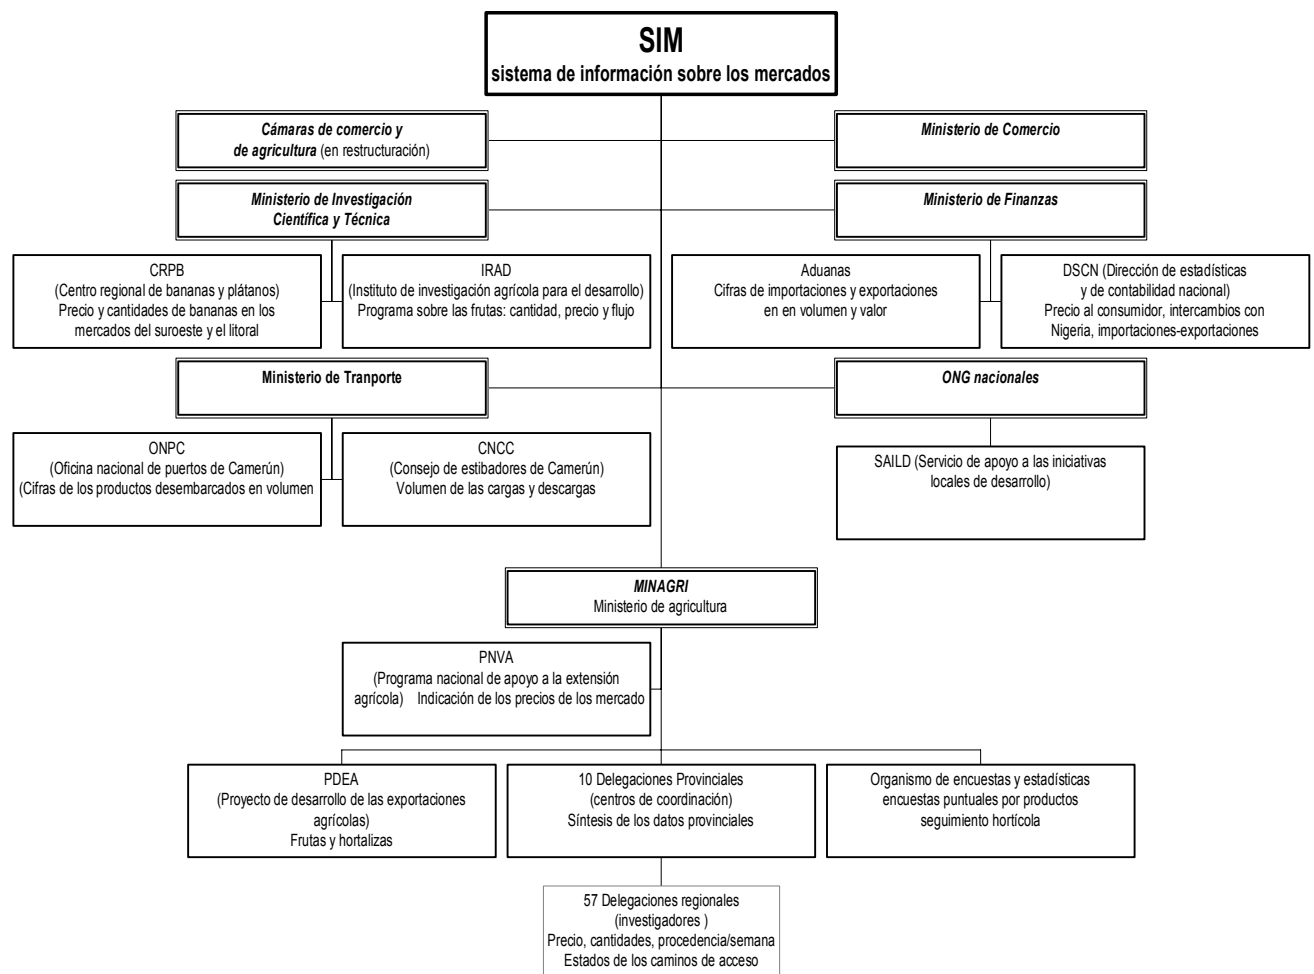 SIM
sistema de información sobre los mercados
Cámaras de comercio y
de agricultura (en restructuración)
Ministerio de Comercio
Ministerio de Investigación
Científica y Técnica
Ministerio de Finanzas
CRPB
(Centro regional de bananas y plátanos)
Precio y cantidades de bananas en los
mercados del suroeste y el litoral
IRAD
(Instituto de investigación agrícola para el desarrollo)
Programa sobre las frutas: cantidad, precio y flujo
Aduanas
Cifras de importaciones y exportaciones
en en volumen y valor
DSCN (Dirección de estadísticas
y de contabilidad nacional)
Precio al consumidor, intercambios con
Nigeria, importaciones-exportaciones
Ministerio de Tranporte
ONG nacionales
ONPC
(Oficina nacional de puertos de Camerún)
(Cifras de los productos desembarcados en volumen
CNCC
(Consejo de estibadores de Camerún)
Volumen de las cargas y descargas
SAILD (Servicio de apoyo a las iniciativas
locales de desarrollo)
MINAGRI
Ministerio de agricultura
PNVA
(Programa nacional de apoyo a la extensión
agrícola) Indicación de los precios de los mercado
PDEA
(Proyecto de desarrollo de las exportaciones
agrícolas)
Frutas y hortalizas
10 Delegaciones Provinciales
(centros de coordinación)
Síntesis de los datos provinciales
Organismo de encuestas y estadísticas
encuestas puntuales por productos
seguimiento hortícola
57 Delegaciones regionales
(investigadores )
Precio, cantidades, procedencia/semana
Estados de los caminos de acceso